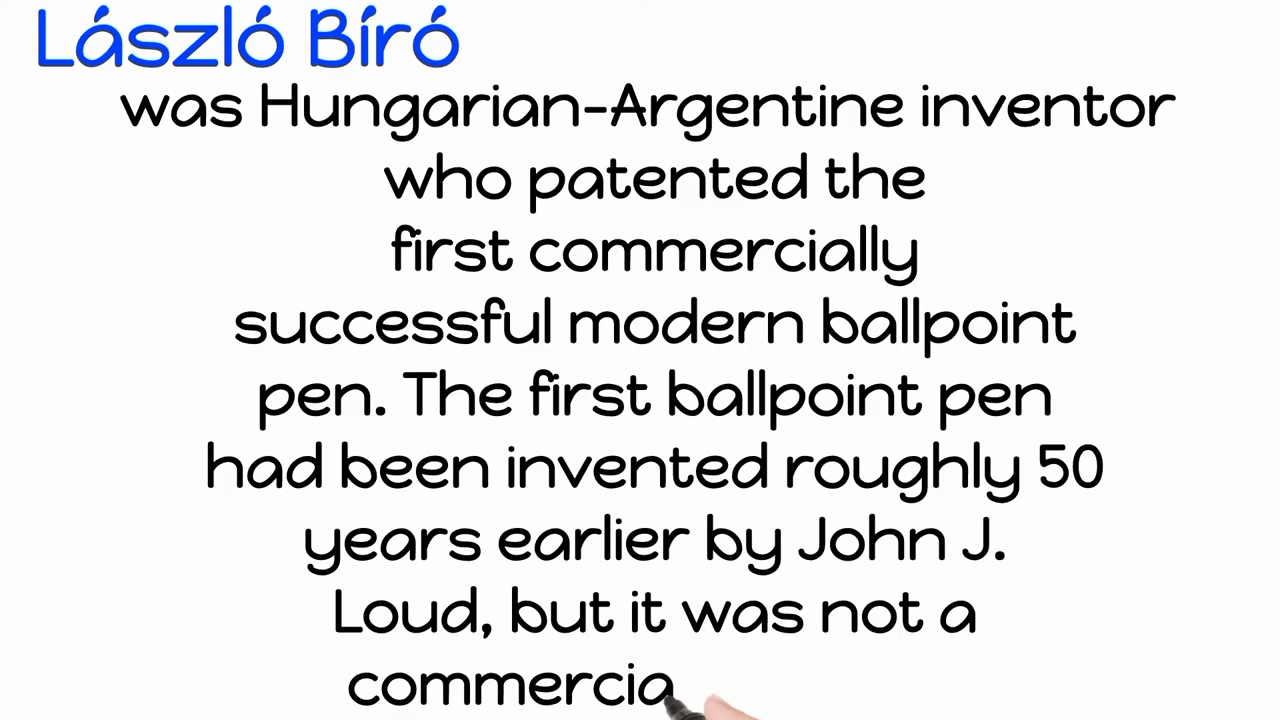 László Bíró
was Hungarian-Argentine inventor
who patented the
first commercially
successful modern ballpoint
pen. The first ballpoint pen
had been invented roughly 50
years earlier by John J.
Loud, but it was not a
commercia